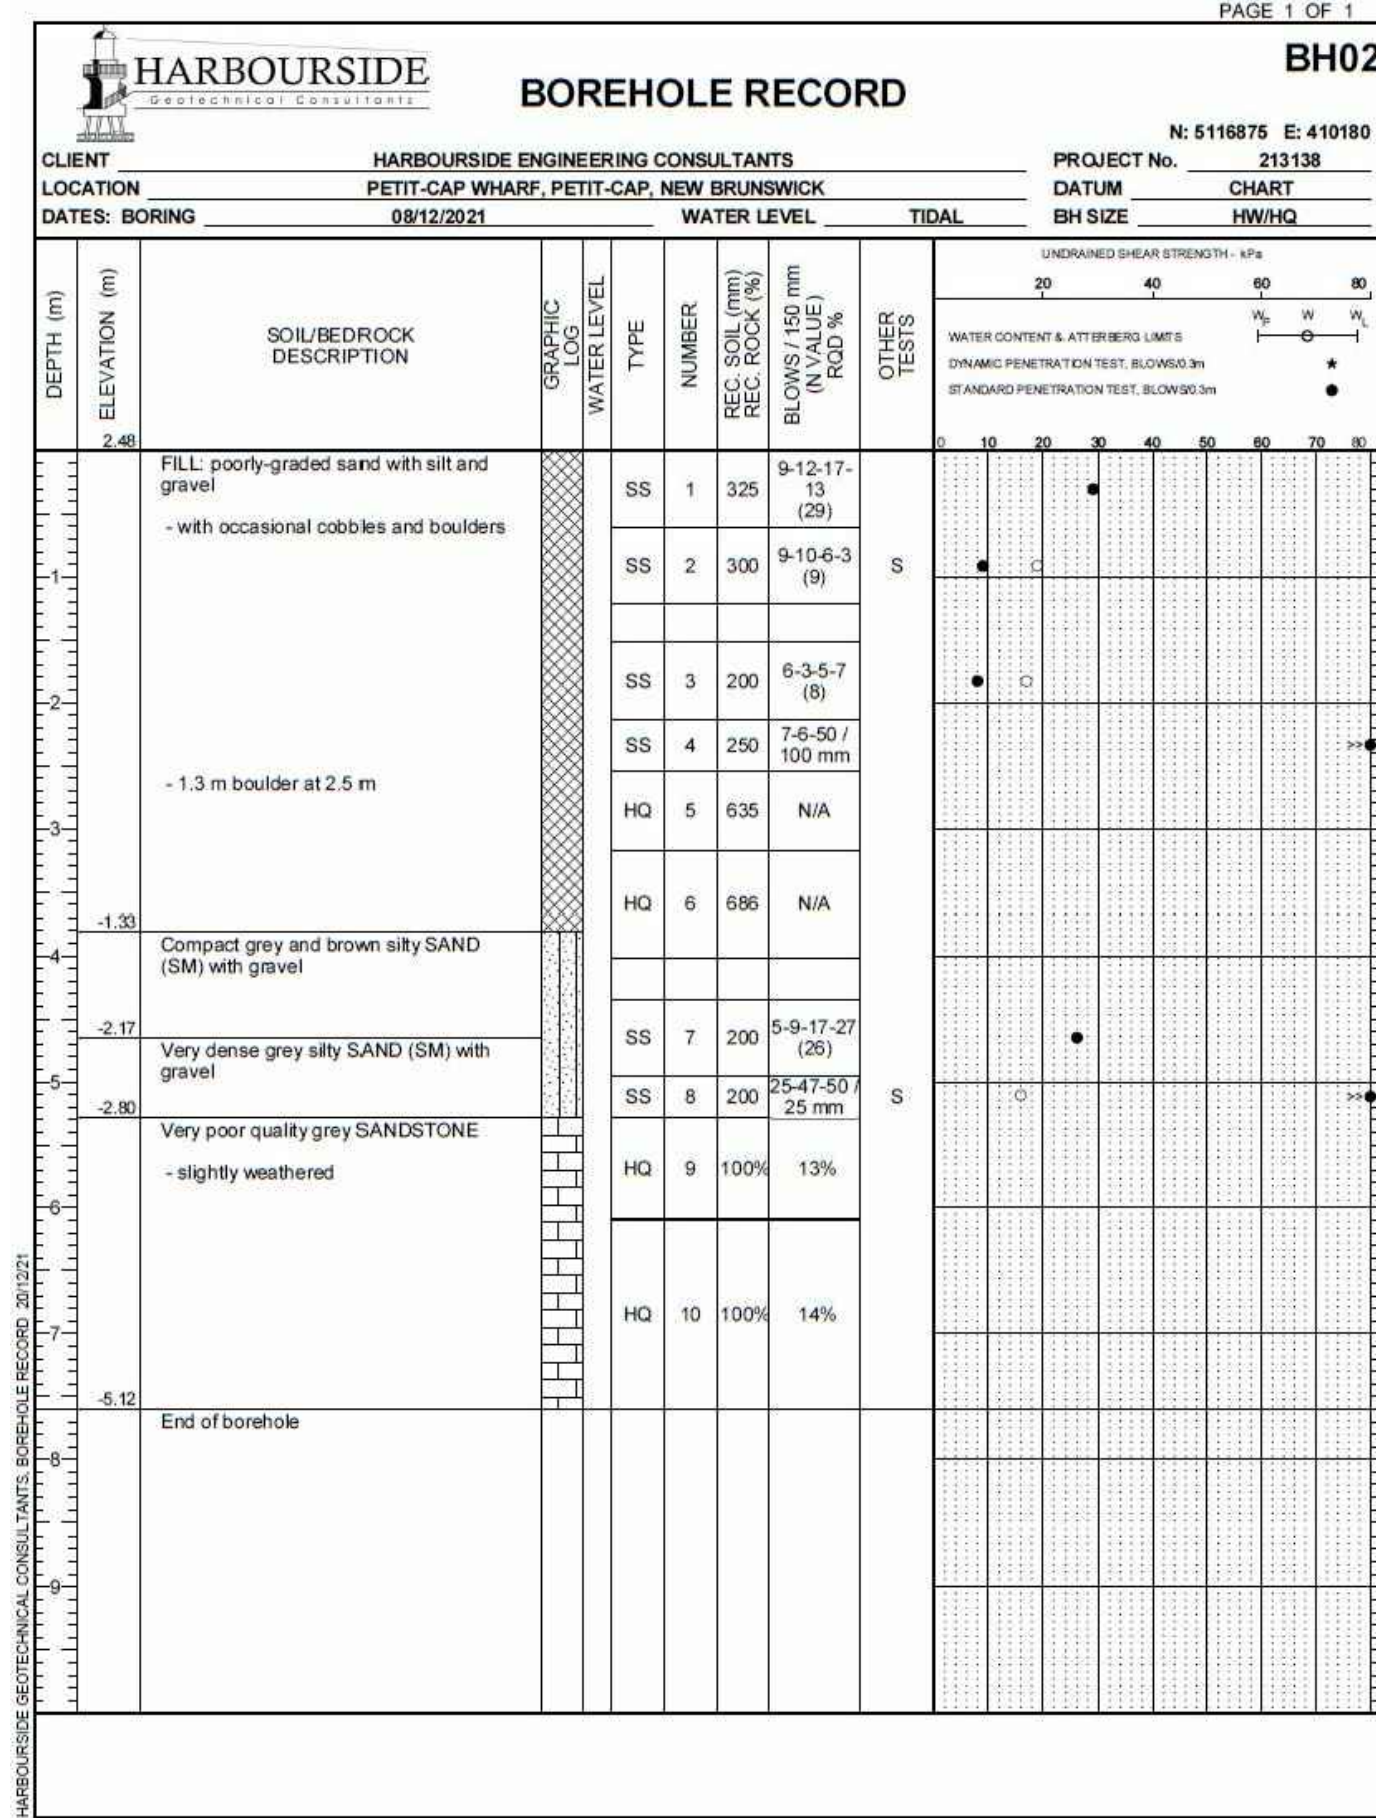 PAGE 1 OF 1
HARBOURSIDE
Geotechnical Consultants
BOREHOLE RECORD
BH02
N: 5116875 E: 410180
CLIENT HARBOURSIDE ENGINEERING CONSULTANTS PROJECT No. 213138
LOCATION PETIT-CAP WHARF, PETIT-CAP, NEW BRUNSWICK DATUM CHART
DATES: BORING 08/12/2021 WATER LEVEL TIDAL BH SIZE HW/HQ
DEPTH (m)
ELEVATION (m)
SOIL/BEDROCK
DESCRIPTION
GRAPHIC
LOG
WATER LEVEL
TYPE
NUMBER
REC. SOIL (mm)
REC. ROCK (%)
BLOWS / 150 mm
(N VALUE)
RQD %
OTHER
TESTS
UNDRAINED SHEAR STRENGTH - kPa
20 40 60 80
WP W WL
WATER CONTENT & ATTERBERG LIMITS
DYNAMIC PENETRATION TEST, BLOWS/0.3m ★
STANDARD PENETRATION TEST, BLOWS/0.3m ●
2.48
0 10 20 30 40 50 60 70 80
FILL: poorly-graded sand with silt and
gravel
- with occasional cobbles and boulders
SS 1 325 9-12-17-
13
(29)
SS 2 300 9-10-6-3
(9)
S
1
SS 3 200 6-3-5-7
(8)
2
SS 4 250 7-6-50 /
100 mm
>>
- 1.3 m boulder at 2.5 m
HQ 5 635 N/A
3
HQ 6 686 N/A
-1.33
Compact grey and brown silty SAND
(SM) with gravel
4
-2.17
SS 7 200 5-9-17-27
(26)
Very dense grey silty SAND (SM) with
gravel
5
-2.80
SS 8 200 25-47-50 /
25 mm
S
>>
Very poor quality grey SANDSTONE
- slightly weathered
HQ 9 100% 13%
6
HQ 10 100% 14%
7
-5.12
End of borehole
8
9
HARBOURSIDE GEOTECHNICAL CONSULTANTS, BOREHOLE RECORD 20/12/21